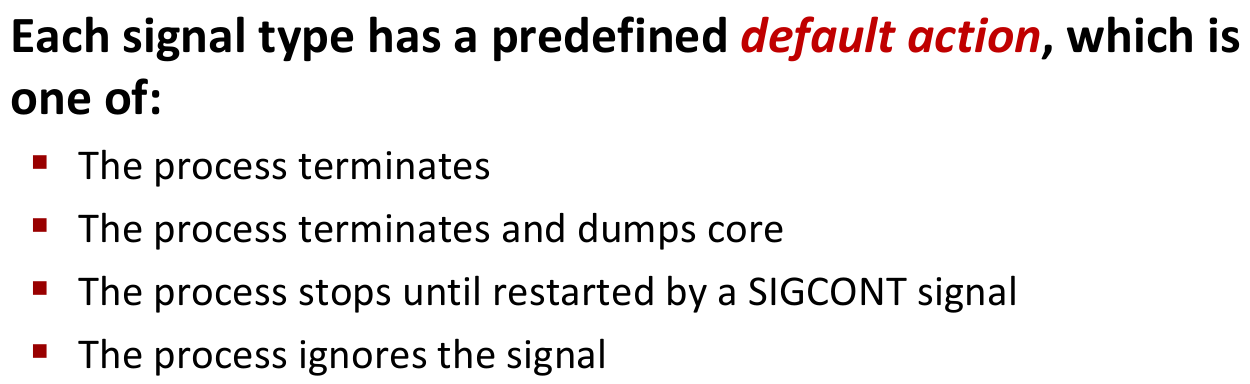 Each signal type has a predefined default action, which is
one of:
▪ The process terminates
▪ The process terminates and dumps core
▪ The process stops until restarted by a SIGCONT signal
▪ The process ignores the signal